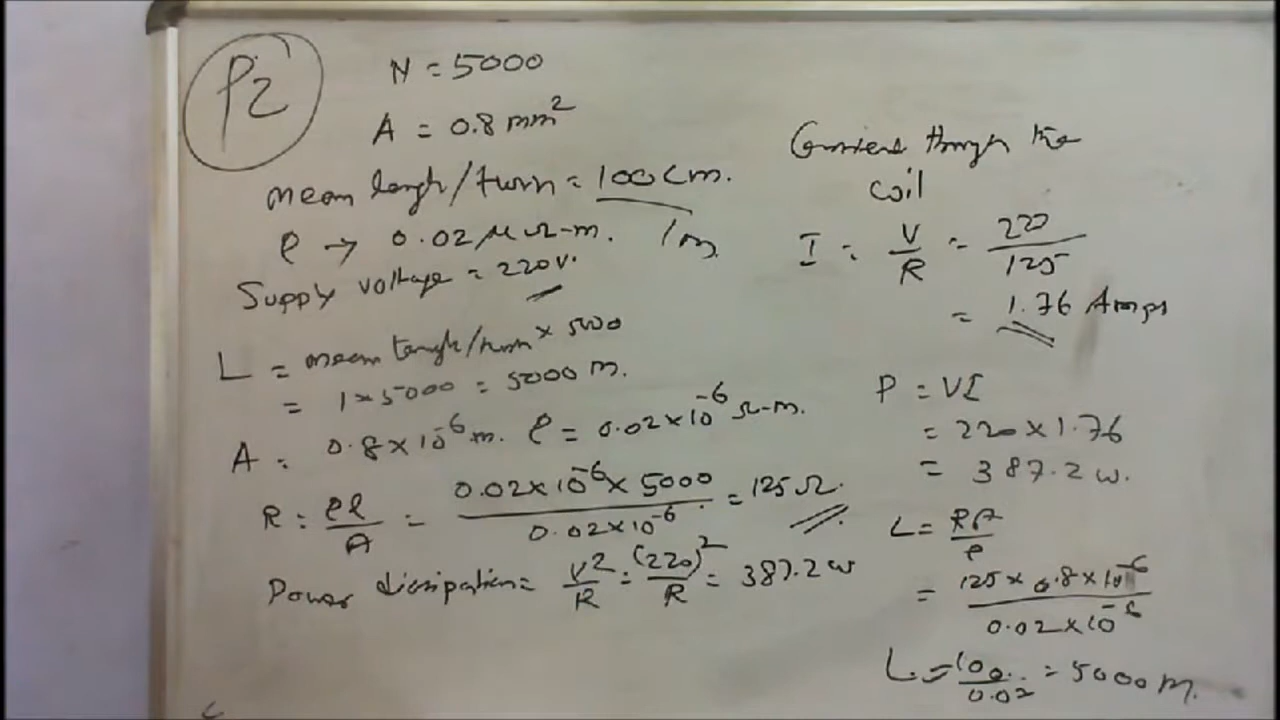 P2
N = 5000
A = 0.8 mm²
mean length/turn = 100 cm.
ρ → 0.02 μ Ω-m. 1m
Supply voltage = 220 V.
L = mean length/turn × 5000
= 1 × 5000 = 5000 m.
A = 0.8 × 10⁻⁶ m. ρ = 0.02 × 10⁻⁶ Ω-m.
R = ρl/A = 0.02 × 10⁻⁶ × 5000 / 0.02 × 10⁻⁶ = 125 Ω.
Power dissipation = V²/R = (220)²/R = 387.2 w
Current through the
coil
I = V/R = 220/125
= 1.76 Amps
P = VI
= 220 × 1.76
= 387.2 w.
L = RA/ρ
= 125 × 0.8 × 10⁻⁶ / 0.02 × 10⁻⁶
L = 100/0.02 = 5000 m.